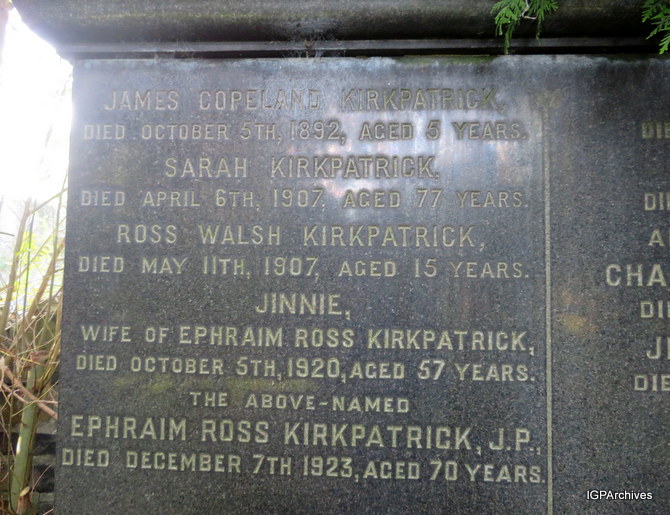 JAMES COPELAND KIRKPATRICK,
DIED OCTOBER 5TH, 1892, AGED 5 YEARS.
SARAH KIRKPATRICK,
DIED APRIL 6TH, 1907, AGED 77 YEARS.
ROSS WALSH KIRKPATRICK,
DIED MAY 11TH, 1907, AGED 15 YEARS.
JINNIE,
WIFE OF EPHRAIM ROSS KIRKPATRICK,
DIED OCTOBER 5TH, 1920, AGED 57 YEARS.
THE ABOVE-NAMED
EPHRAIM ROSS KIRKPATRICK, J.P.,
DIED DECEMBER 7TH 1923, AGED 70 YEARS.
IGPArchives